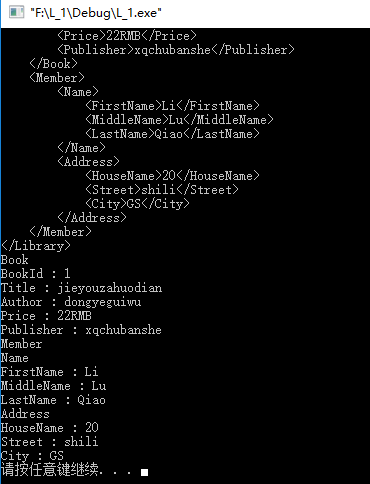 "F:\L_1\Debug\L_1.exe"
<Price>22RMB</Price>
<Publisher>xqchubanshe</Publisher>
</Book>
<Member>
<Name>
<FirstName>Li</FirstName>
<MiddleName>Lu</MiddleName>
<LastName>Qiao</LastName>
</Name>
<Address>
<HouseName>20</HouseName>
<Street>shili</Street>
<City>GS</City>
</Address>
</Member>
</Library>
Book
BookId : 1
Title : jieyouzahuodian
Author : dongyeguiwu
Price : 22RMB
Publisher : xqchubanshe
Member
Name
FirstName : Li
MiddleName : Lu
LastName : Qiao
Address
HouseName : 20
Street : shili
City : GS
请按任意键继续. . .